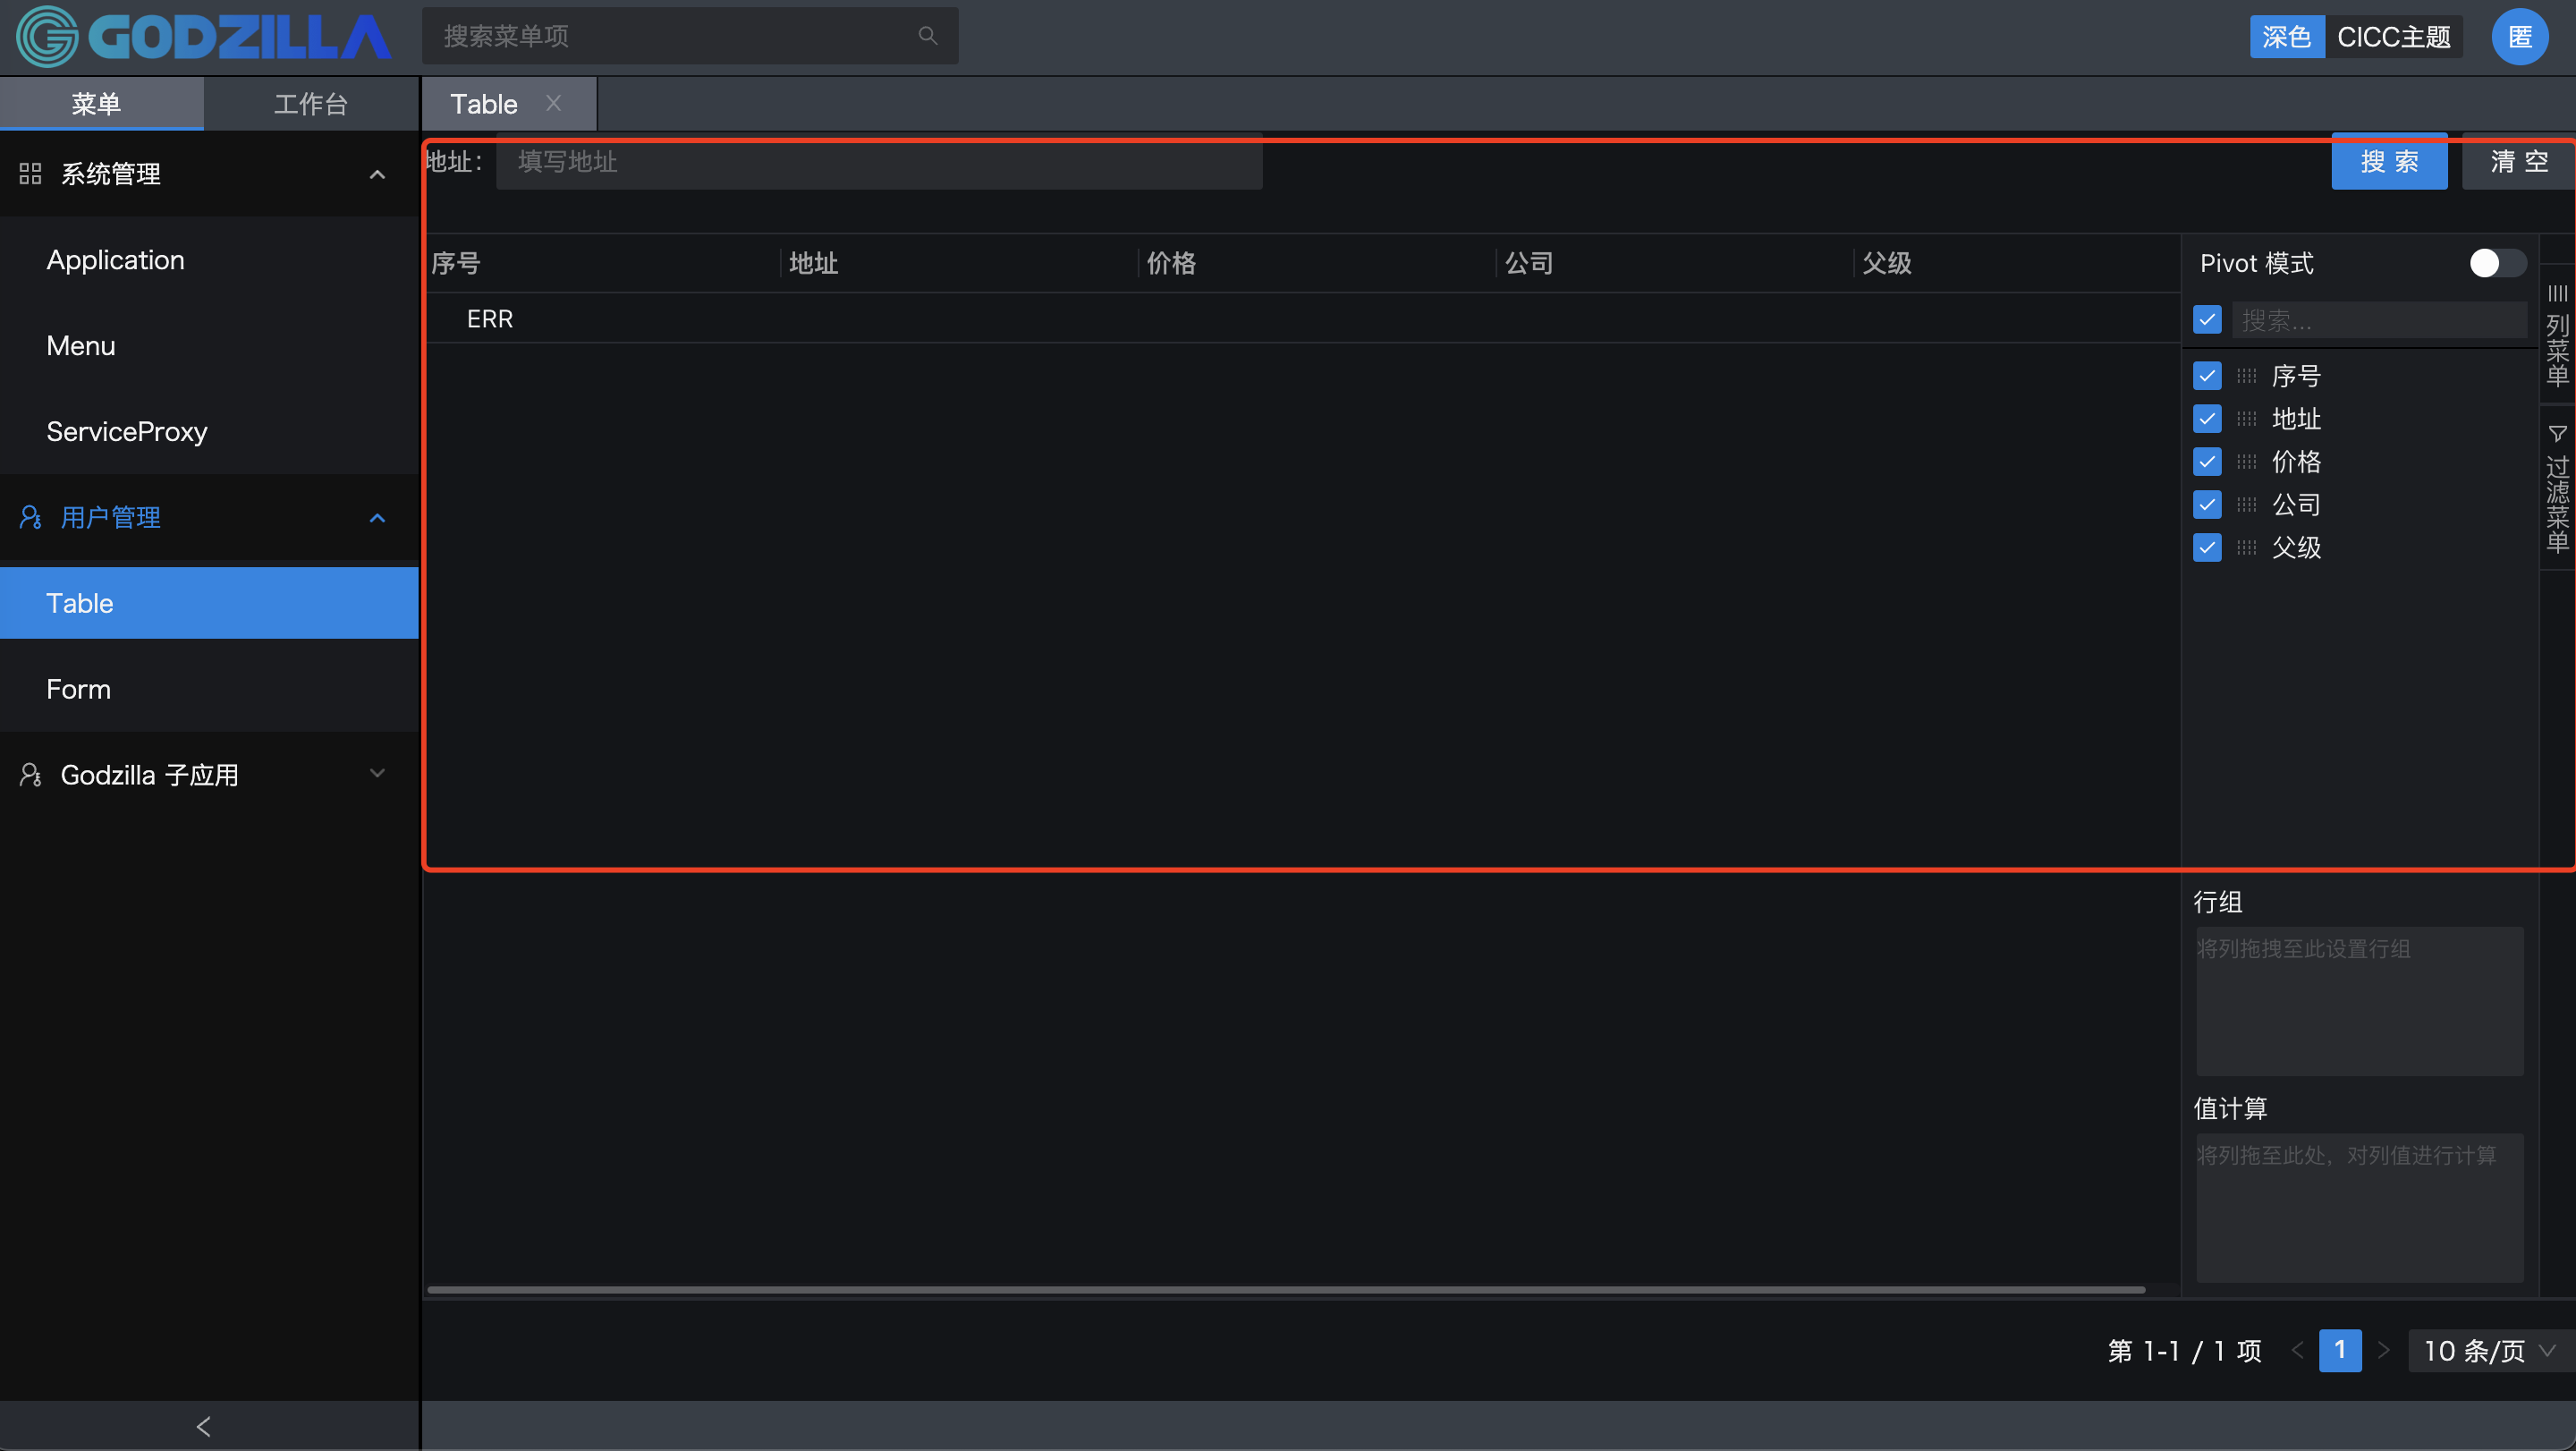 GODZILLA
搜索菜单项
深色 CICC主题
匿
菜单 工作台
Table
系统管理
Application
Menu
ServiceProxy
用户管理
Table
Form
Godzilla 子应用
地址：
填写地址
搜 索
清 空
序号 地址 价格 公司 父级
ERR
Pivot 模式
搜索...
序号
地址
价格
公司
父级
列菜单
过滤菜单
行组
将列拖拽至此设置行组
值计算
将列拖至此处，对列值进行计算
第 1-1 / 1 项 < 1 > 10 条/页